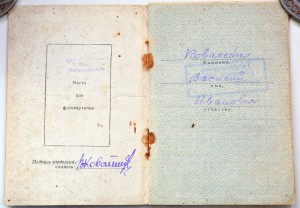 Место
для
фотокарточки
Подпись владельца
книжки
Коваленко
Фамилия
Василий
имя
Иванович
отчество